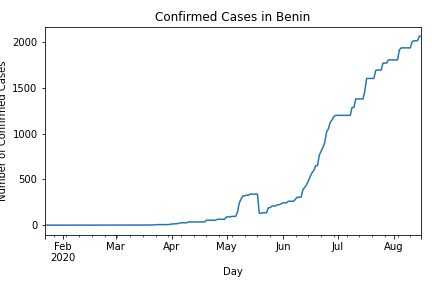 Confirmed Cases in Benin
Number of Confirmed Cases
2000
1500
1000
500
0
Feb
2020
Mar
Apr
May
Jun
Jul
Aug
Day